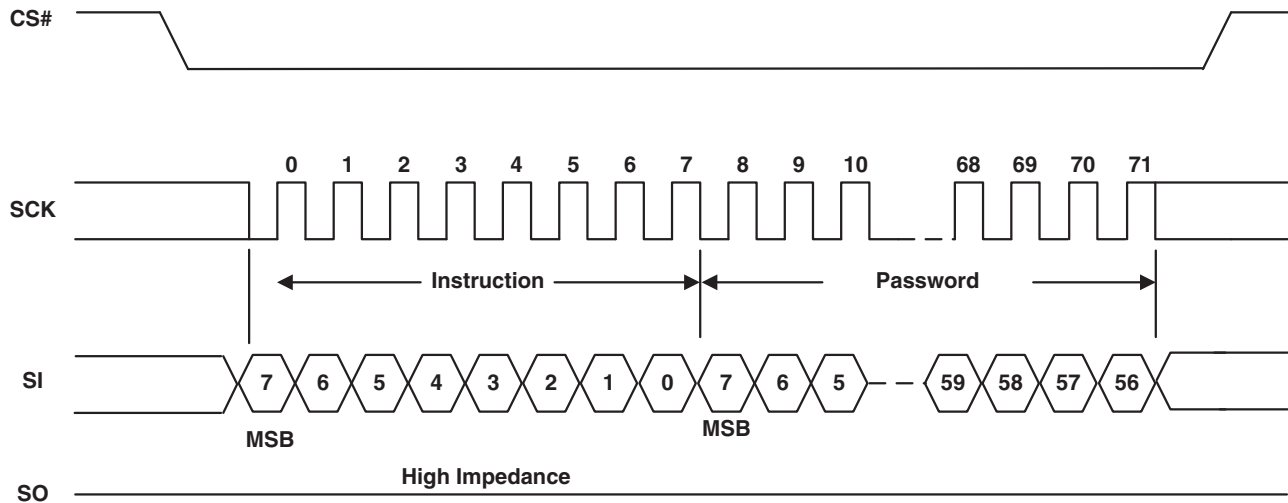 CS#
0 1 2 3 4 5 6 7 8 9 10 68 69 70 71
SCK
Instruction Password
SI 7 6 5 4 3 2 1 0 7 6 5 59 58 57 56
MSB MSB
High Impedance
SO